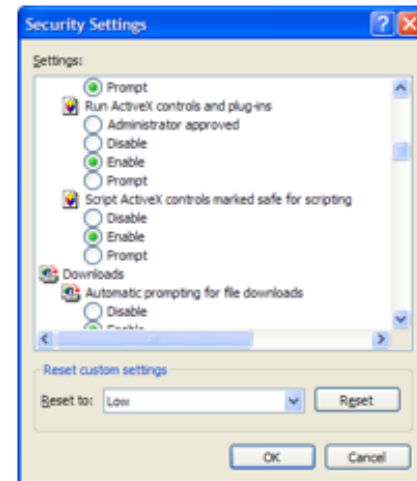 Security Settings
Settings:
Prompt
Run ActiveX controls and plug-ins
Administrator approved
Disable
Enable
Prompt
Script ActiveX controls marked safe for scripting
Disable
Enable
Prompt
Downloads
Automatic prompting for file downloads
Disable
Enable
Reset custom settings
Reset to: Low Reset
OK Cancel